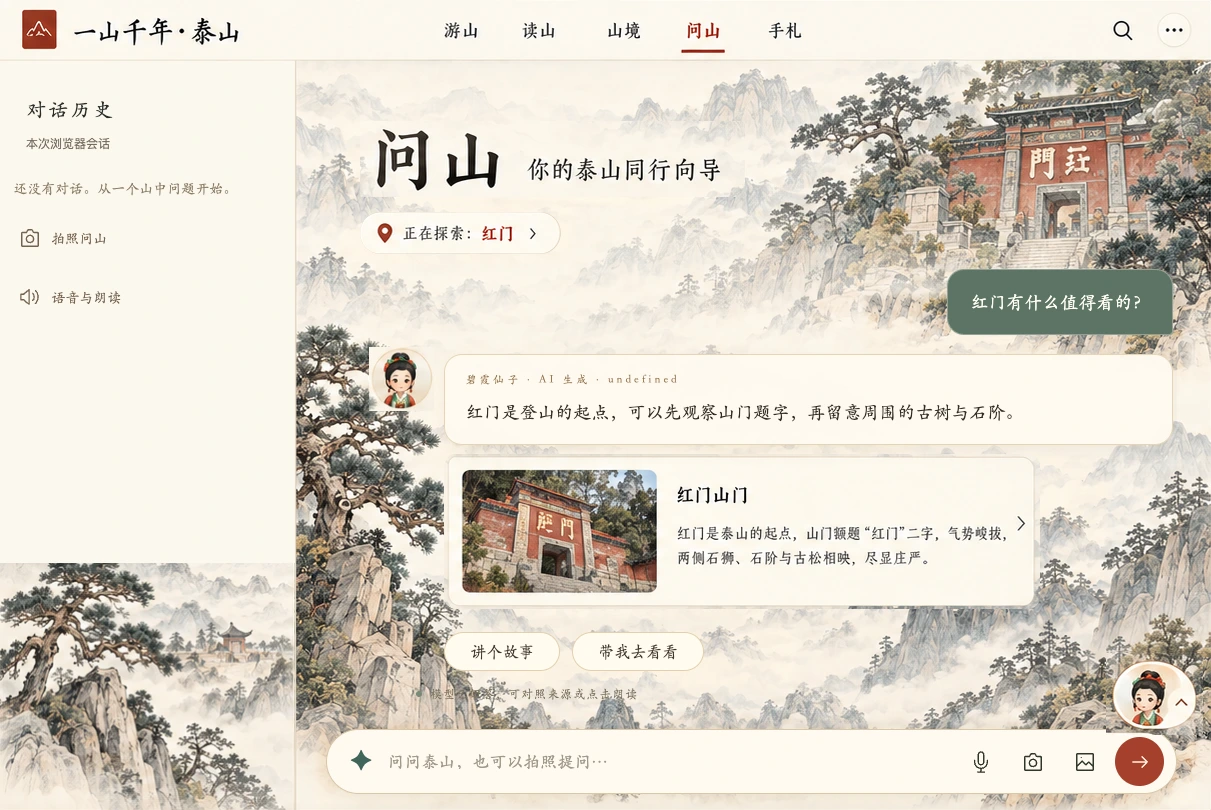 一山千年·泰山
游山
读山
山境
问山
手札
对话历史
本次浏览器会话
还没有对话。从一个山中问题开始。
拍照问山
语音与朗读
问山
你的泰山同行向导
正在探索：红门
門红
红门有什么值得看的？
碧霞仙子 · AI 生成 · undefined
红门是登山的起点，可以先观察山门题字，再留意周围的古树与石阶。
红门山门
红门是泰山的起点，山门额题“红门”二字，气势峻拔，
两侧石狮、石阶与古松相映，尽显庄严。
讲个故事
带我去看看
模型 可对照来源或点击朗读
问问泰山，也可以拍照提问…